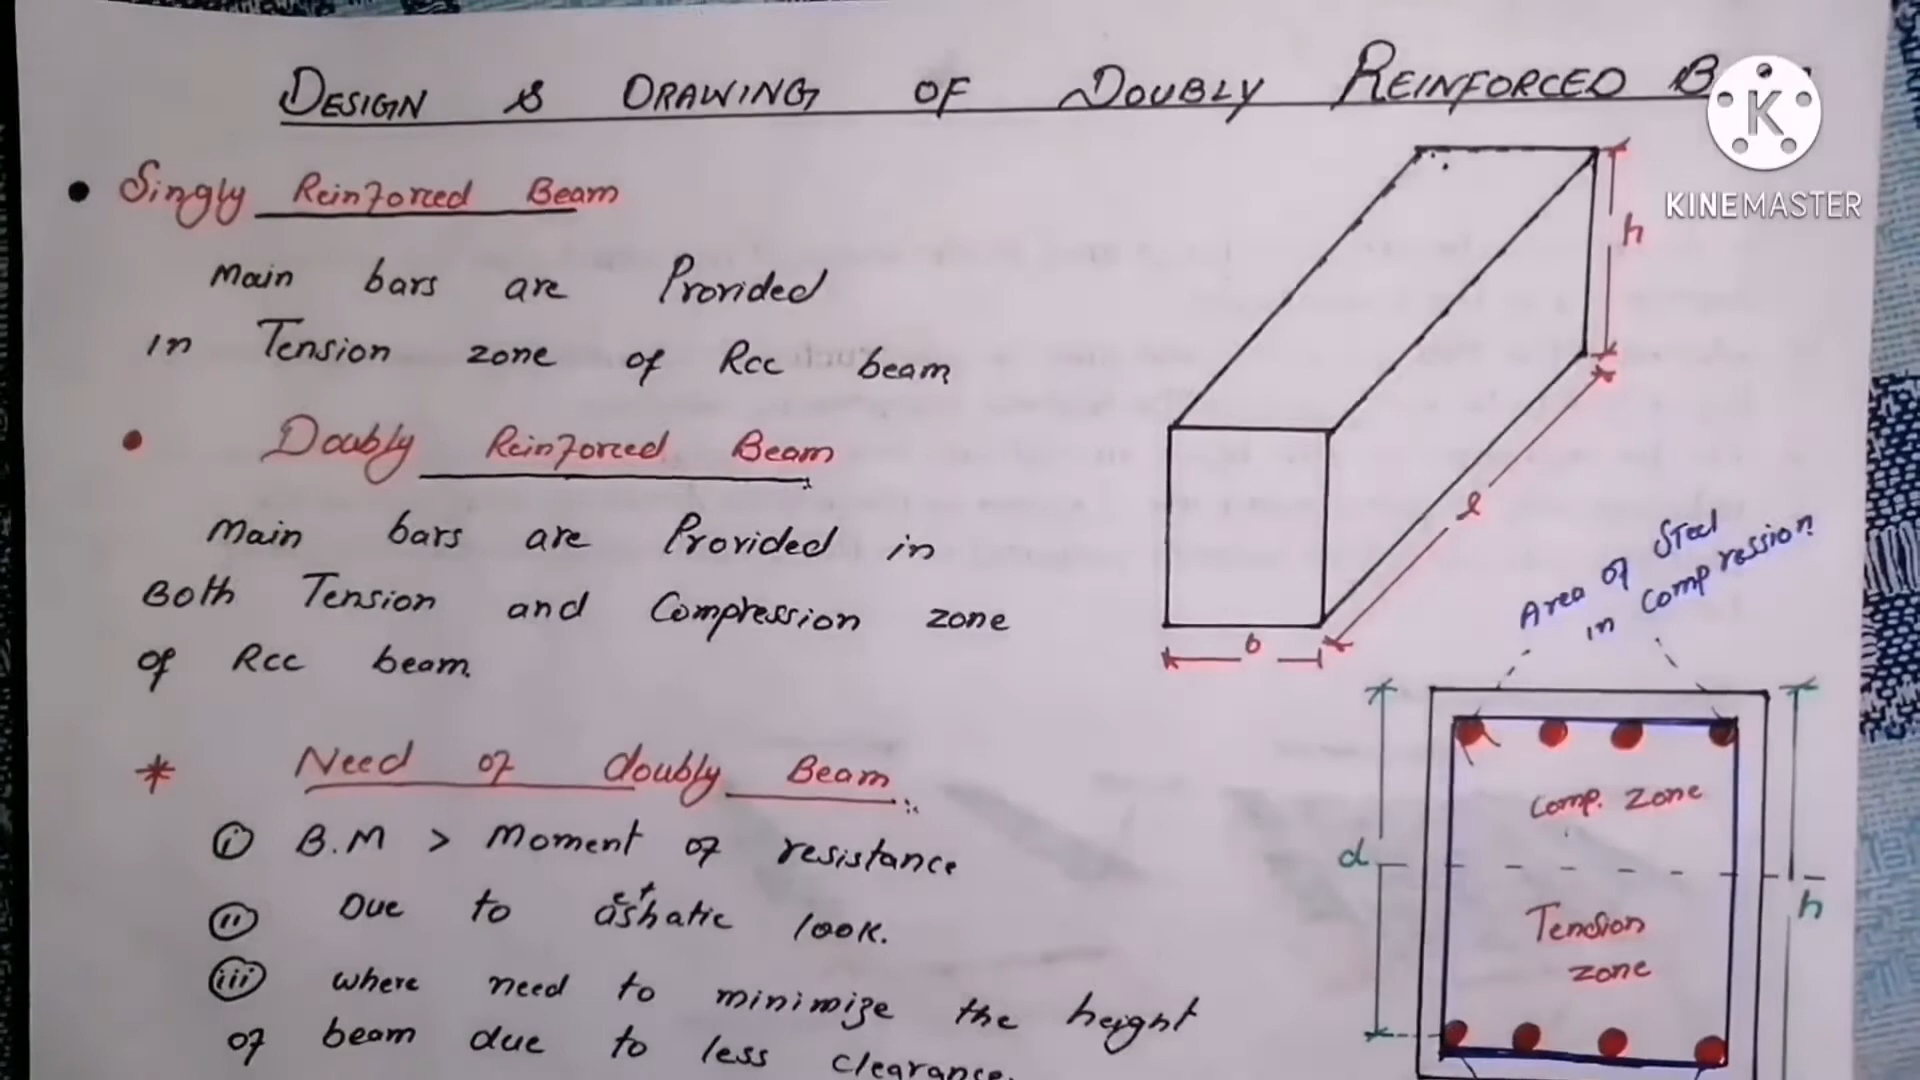 DESIGN & DRAWING OF DOUBLY REINFORCED
KINEMASTER
• Singly Reinforced Beam
Main bars are Provided
in Tension zone of Rcc beam
• Doubly Reinforced Beam
Main bars are Provided in
Both Tension and Compression zone
of Rcc beam.
* Need of doubly Beam
(i) B.M > Moment of resistance
(ii) Due to look.
(iii) where need to minimize the height
of beam due to less clearance.
h
l
b
Area of Steel
in Compression
Comp. zone
d
h
Tension
zone